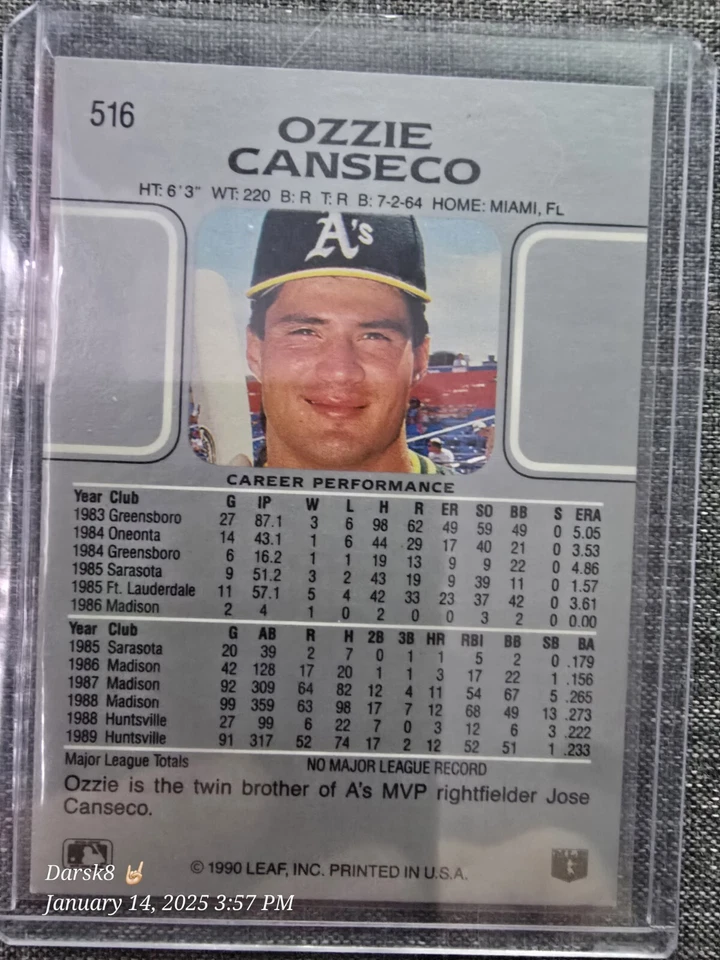 516
OZZIE
CANSECO
HT: 6'3" WT: 220 B: R T: R B: 7-2-64 HOME: MIAMI, FL
A's
CAREER PERFORMANCE
Year Club G IP W L H R ER SO BB S ERA
1983 Greensboro 27 87.1 3 6 98 62 49 59 49 0 5.05
1984 Oneonta 14 43.1 1 6 44 29 17 40 21 0 3.53
1984 Greensboro 6 16.2 1 1 19 13 9 9 22 0 4.86
1985 Sarasota 9 51.2 3 2 43 19 9 39 11 0 1.57
1985 Ft. Lauderdale 11 57.1 5 4 42 33 23 37 42 0 3.61
1986 Madison 2 4 1 0 2 0 0 3 2 0 0.00
Year Club G AB R H 2B 3B HR RBI BB SB BA
1985 Sarasota 20 39 2 7 0 1 1 5 2 0 .179
1986 Madison 42 128 17 20 1 1 3 17 22 1 .156
1987 Madison 92 309 64 82 12 4 11 54 67 5 .265
1988 Madison 99 359 63 98 17 7 12 68 49 13 .273
1988 Huntsville 27 99 6 22 7 0 3 12 6 3 .222
1989 Huntsville 91 317 52 74 17 2 12 52 51 1 .233
Major League Totals NO MAJOR LEAGUE RECORD
Ozzie is the twin brother of A's MVP rightfielder Jose
Canseco.
© 1990 LEAF, INC. PRINTED IN U.S.A.
Darsk8 🤘🏼
January 14, 2025 3:57 PM